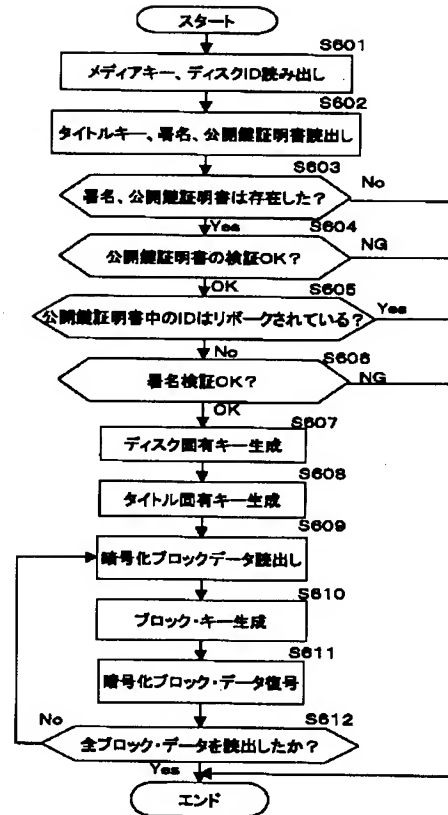 スタート
S601
メディアキー、ディスクID読み出し
S602
タイトルキー、署名、公開鍵証明書読出し
S603
署名、公開鍵証明書は存在した？
No
Yes
S604
公開鍵証明書の検証OK？
NG
OK
S605
公開鍵証明書中のIDはリボークされている？
Yes
No
S606
署名検証OK？
NG
OK
S607
ディスク固有キー生成
S608
タイトル固有キー生成
S609
暗号化ブロックデータ読出し
S610
ブロック・キー生成
S611
暗号化ブロック・データ復号
No
S612
全ブロック・データを読出したか？
Yes
エンド